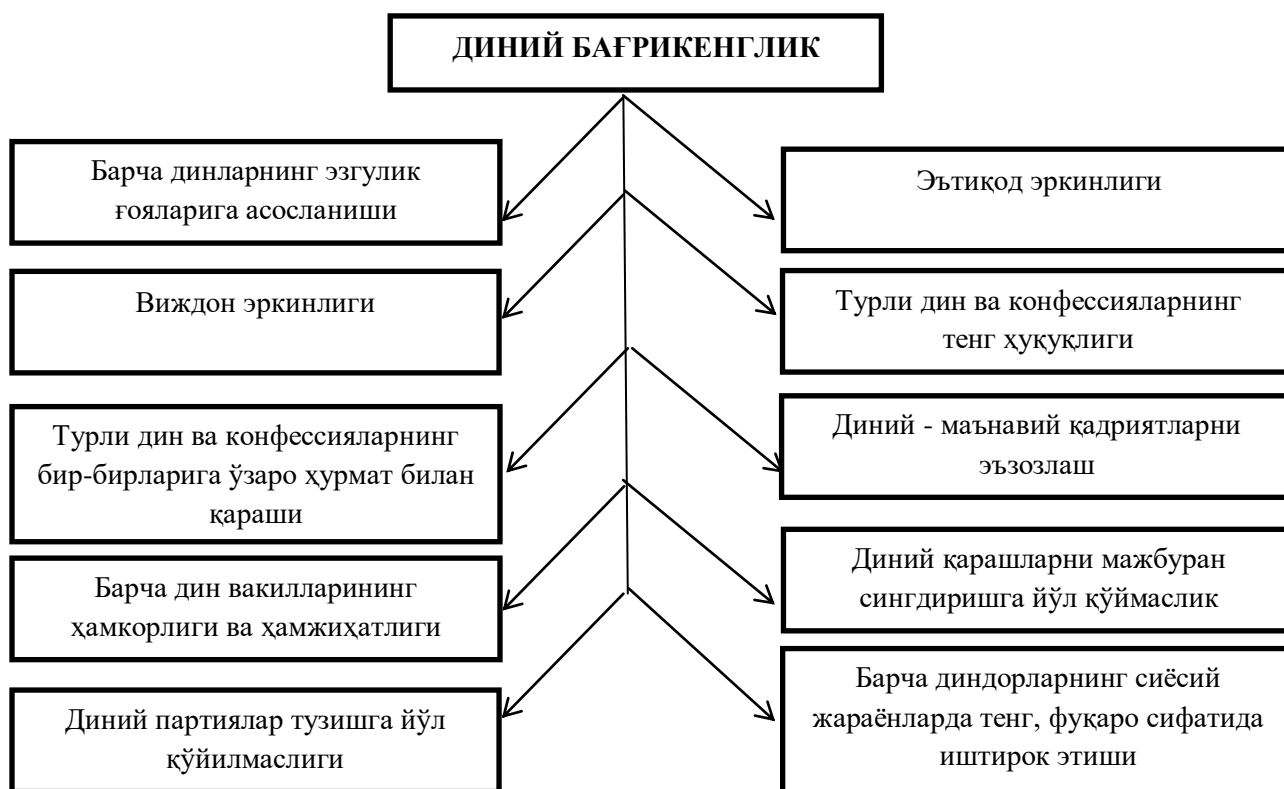 ДИНИЙ БАҒРИКЕНГЛИК
Барча динларнинг эзгулик
ғояларига асосланиши
Эътиқод эркинлиги
Виждон эркинлиги
Турли дин ва конфессияларнинг
тенг ҳуқуқлиги
Турли дин ва конфессияларнинг
бир-бирларига ўзаро ҳурмат билан
қараши
Диний - маънавий қадриятларни
эъзозлаш
Барча дин вакилларининг
ҳамкорлиги ва ҳамжиҳатлиги
Диний қарашларни мажбуран
сингдиришга йўл қўймаслик
Диний партиялар тузишга йўл
қўйилмаслиги
Барча диндорларнинг сиёсий
жараёнларда тенг, фуқаро сифатида
иштирок этиши